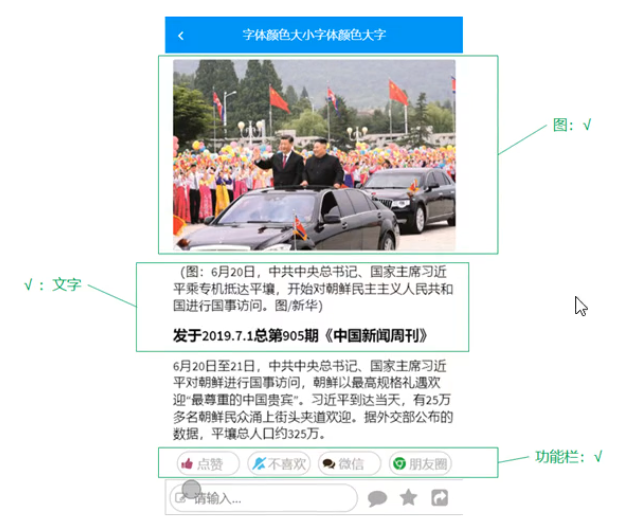 字体颜色大小字体颜色大字
图：√
√：文字
(图：6月20日，中共中央总书记、国家主席习近
平乘专机抵达平壤，开始对朝鲜民主主义人民共和
国进行国事访问。图/新华)
发于2019.7.1总第905期《中国新闻周刊》
6月20日至21日，中共中央总书记、国家主席习近
平对朝鲜进行国事访问，朝鲜以最高规格礼遇欢
迎“最尊重的中国贵宾”。习近平到达当天，有25万
多名朝鲜民众涌上街头夹道欢迎。据外交部公布的
数据，平壤总人口约325万。
点赞 不喜欢 微信 朋友圈
功能栏：√
请输入...